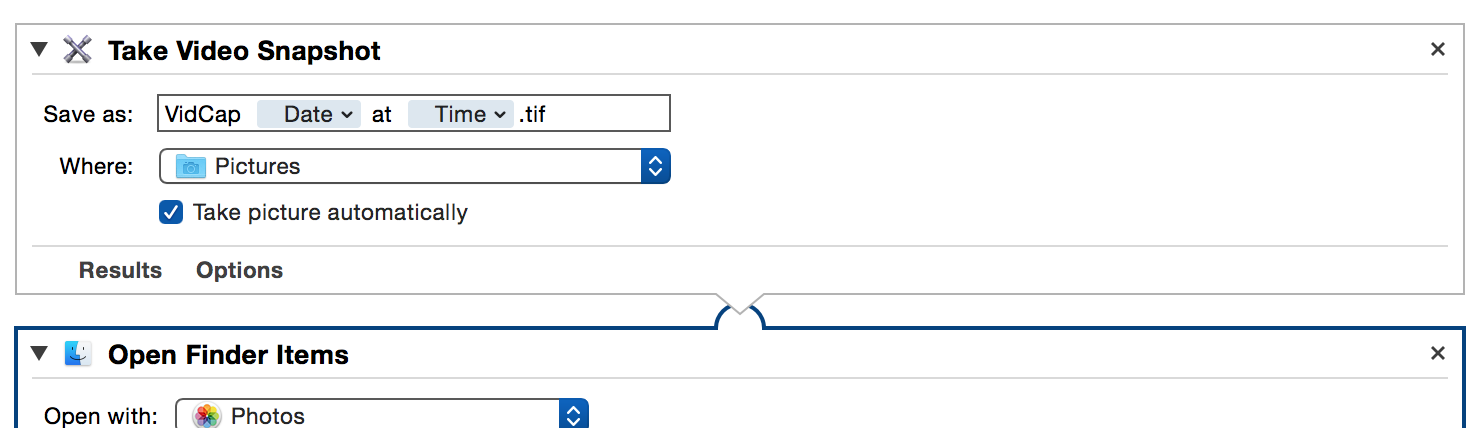 Take Video Snapshot
Save as: VidCap Date at Time .tif
Where: Pictures
Take picture automatically
Results Options
Open Finder Items
Open with: Photos